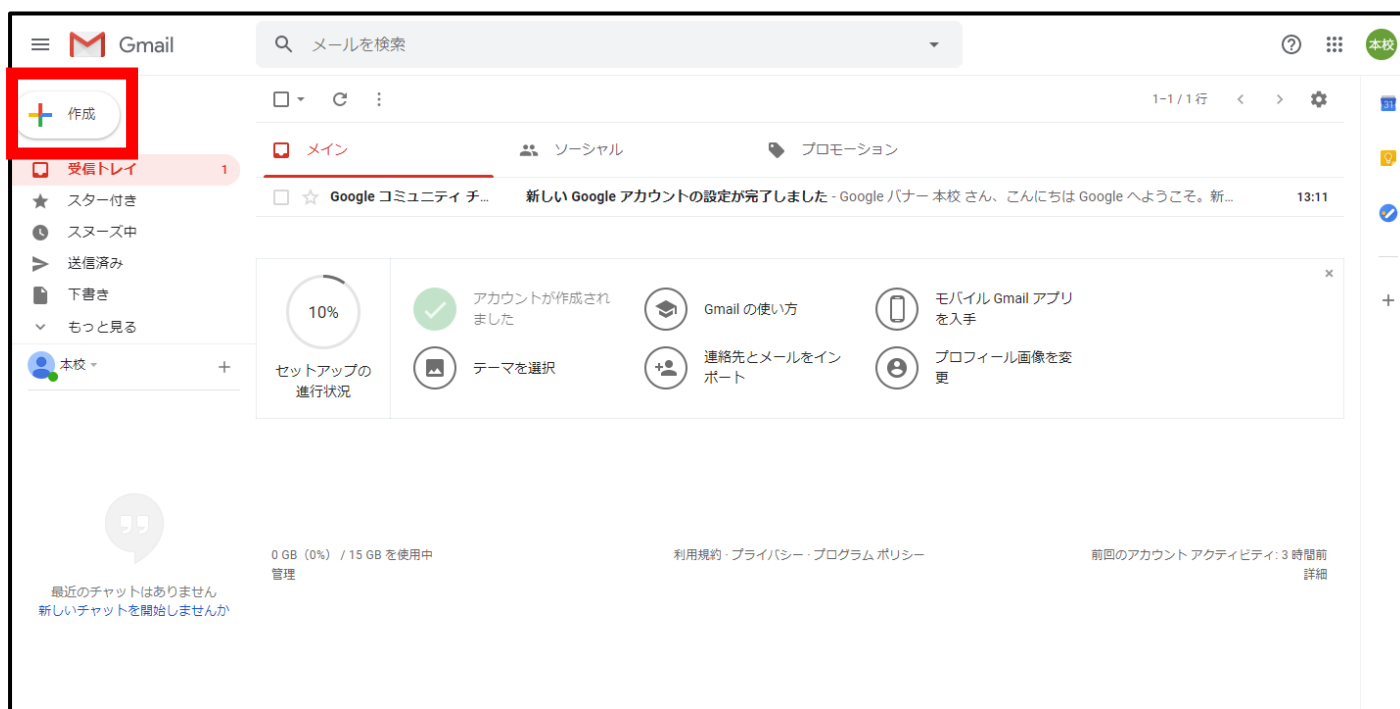 Gmail
メールを検索
本校
作成
1-1 / 1 行
31
メイン
ソーシャル
プロモーション
受信トレイ 1
Google コミュニティ チ... 新しい Google アカウントの設定が完了しました - Google バナー 本校 さん、こんにちは Google へようこそ。新... 13:11
スター付き
スヌーズ中
送信済み
下書き
もっと見る
本校
10%
セットアップの
進行状況
アカウントが作成され
ました
Gmail の使い方
モバイル Gmail アプリ
を入手
テーマを選択
連絡先とメールをイン
ポート
プロフィール画像を変
更
最近のチャットはありません
新しいチャットを開始しませんか
0 GB（0%） / 15 GB を使用中
管理
利用規約 · プライバシー · プログラム ポリシー
前回のアカウント アクティビティ: 3 時間前
詳細